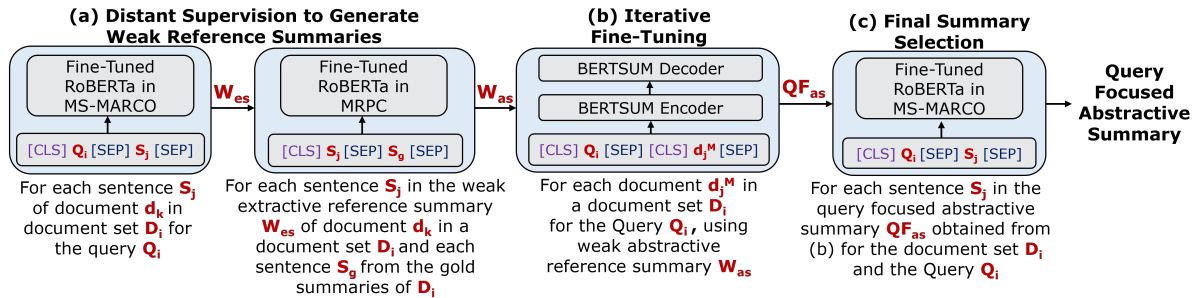 (a) Distant Supervision to Generate
Weak Reference Summaries
Fine-Tuned
RoBERTa in
MS-MARCO
[CLS] Qi [SEP] Sj [SEP]
For each sentence Sj
of document dk in
document set Di for
the query Qi
Wes
Fine-Tuned
RoBERTa in
MRPC
[CLS] Sj [SEP] Sg [SEP]
For each sentence Sj in the weak
extractive reference summary
Wes of document dk in a
document set Di and each
sentence Sg from the gold
summaries of Di
Was
(b) Iterative
Fine-Tuning
BERTSUM Decoder
BERTSUM Encoder
[CLS] Qi [SEP] [CLS] djM [SEP]
For each document djM in
a document set Di
for the Query Qi, using
weak abstractive
reference summary Was
QFas
(c) Final Summary
Selection
Fine-Tuned
RoBERTa in
MS-MARCO
[CLS] Qi [SEP] Sj [SEP]
For each sentence Sj in the
query focused abstractive
summary QFas obtained from
(b) for the document set Di
and the Query Qi
Query
Focused
Abstractive
Summary